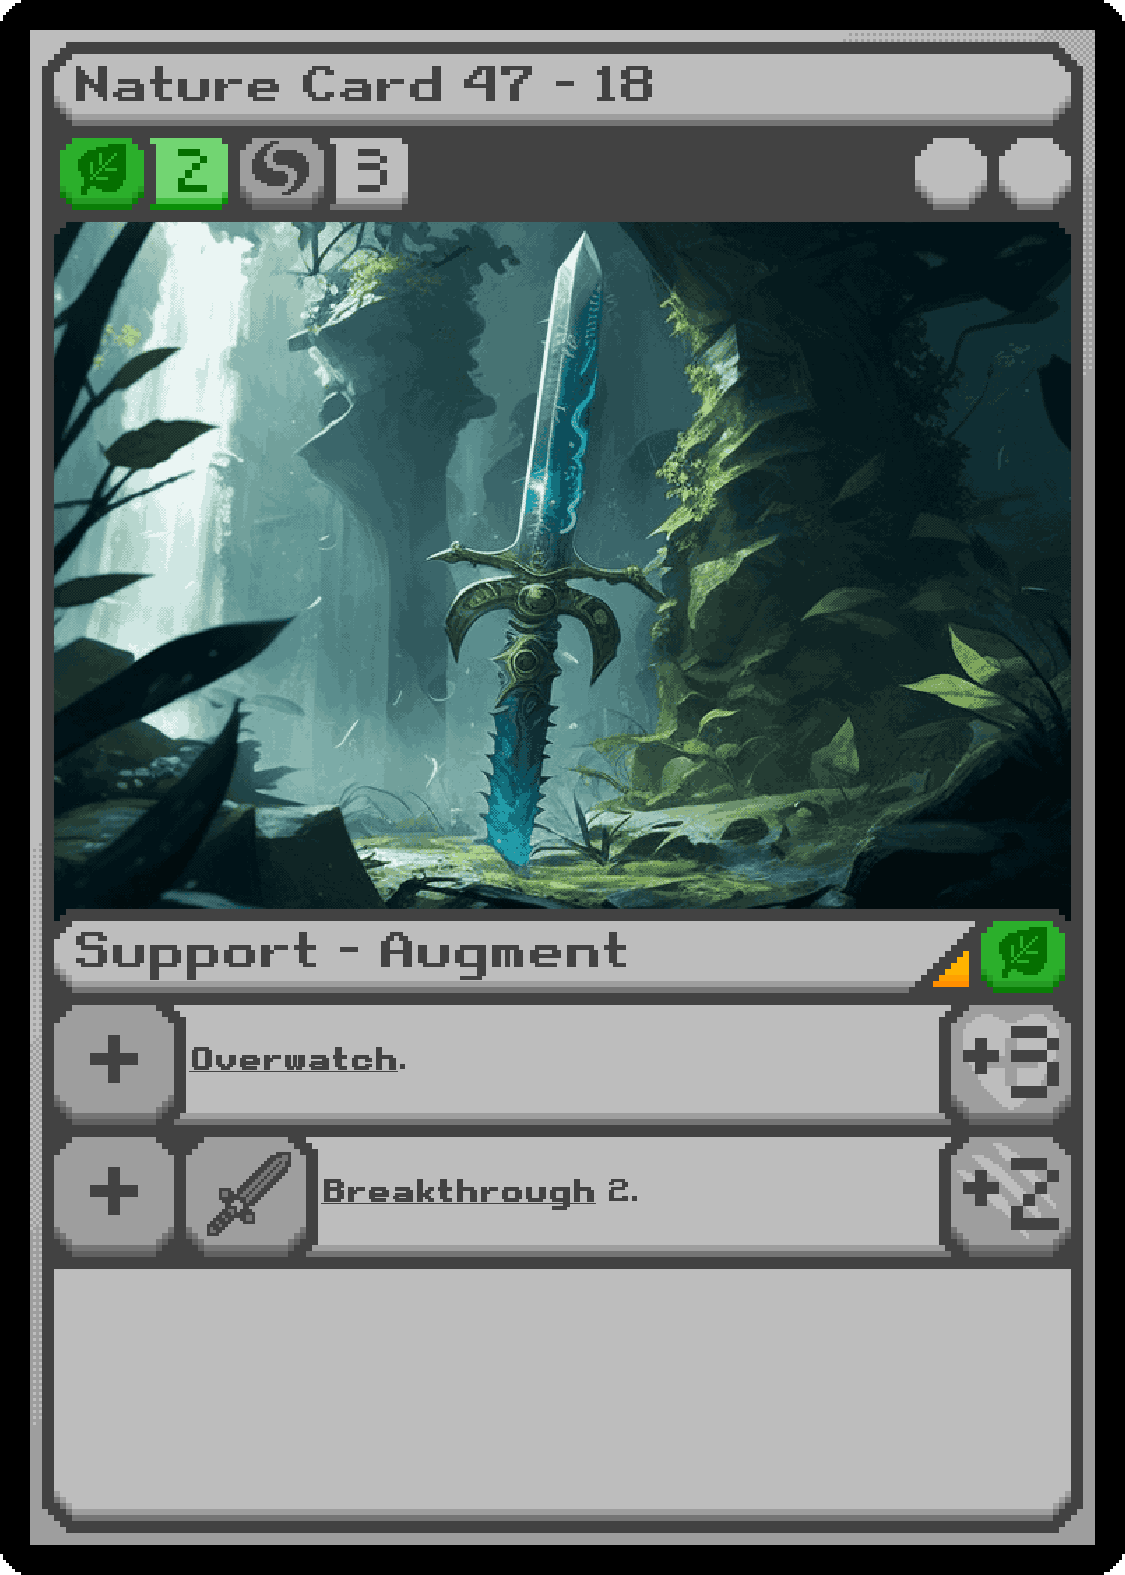 Nature Card 47 - 18
2 3
Support - Augment
+ Overwatch. +3
+ Breakthrough 2. +2